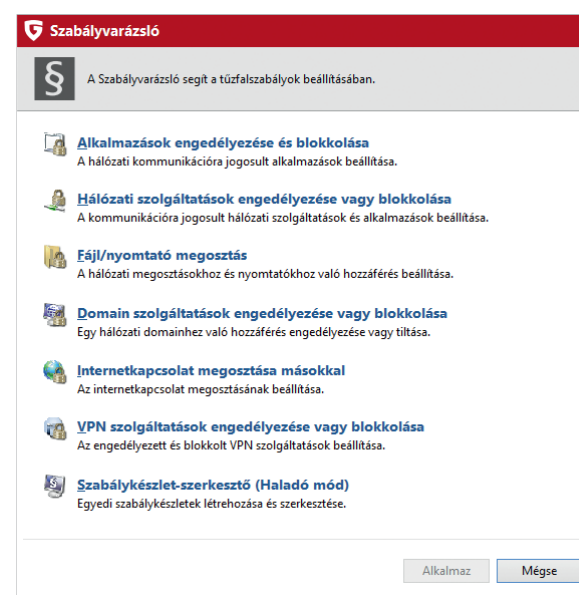 Szabályvarázsló
§
A Szabályvarázsló segít a tűzfalszabályok beállításában.
Alkalmazások engedélyezése és blokkolása
A hálózati kommunikációra jogosult alkalmazások beállítása.
Hálózati szolgáltatások engedélyezése vagy blokkolása
A kommunikációra jogosult hálózati szolgáltatások és alkalmazások beállítása.
Fájl/nyomtató megosztás
A hálózati megosztásokhoz és nyomtatókhoz való hozzáférés beállítása.
Domain szolgáltatások engedélyezése vagy blokkolása
Egy hálózati domainhez való hozzáférés engedélyezése vagy tiltása.
Internetkapcsolat megosztása másokkal
Az internetkapcsolat megosztásának beállítása.
VPN szolgáltatások engedélyezése vagy blokkolása
Az engedélyezett és blokkolt VPN szolgáltatások beállítása.
Szabálykészlet-szerkesztő (Haladó mód)
Egyedi szabálykészletek létrehozása és szerkesztése.
Alkalmaz Mégse